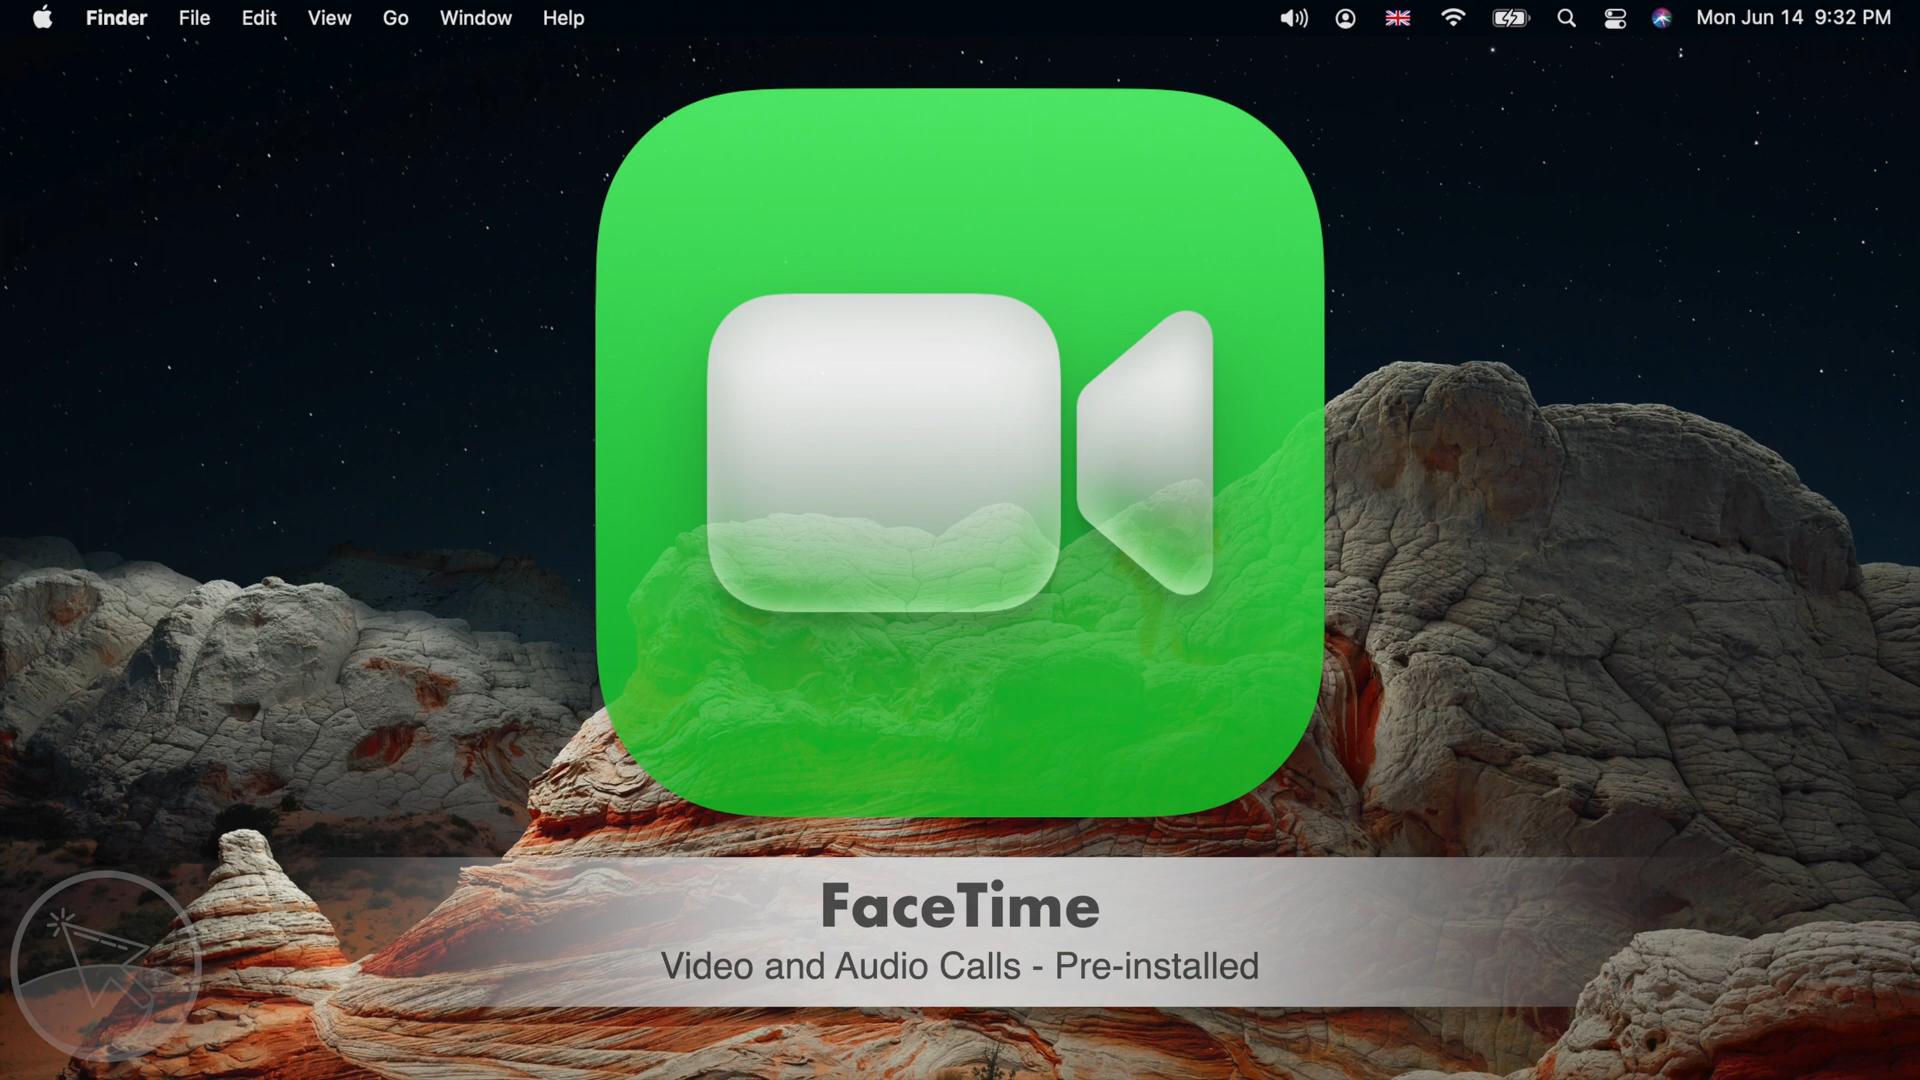 Finder File Edit View Go Window Help Mon Jun 14 9:32 PM
FaceTime
Video and Audio Calls - Pre-installed